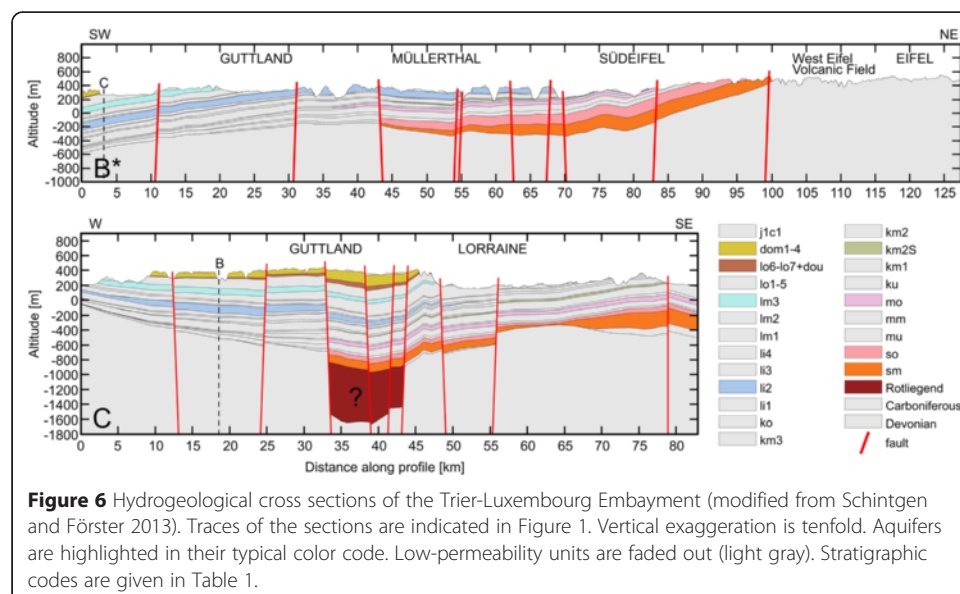 SW NE
GUTTLAND MÜLLERTHAL SÜDEIFEL West Eifel EIFEL
Volcanic Field
800
600
400
200
0
-200
-400
-600
-800
-1000
Altitude [m]
C
B*
0 5 10 15 20 25 30 35 40 45 50 55 60 65 70 75 80 85 90 95 100 105 110 115 120 125
W SE
GUTTLAND LORRAINE
800
600
400
200
0
-200
-400
-600
-800
-1000
-1200
-1400
-1600
-1800
Altitude [m]
B
?
C
0 5 10 15 20 25 30 35 40 45 50 55 60 65 70 75 80
Distance along profile [km]
j1c1
dom1-4
lo6-lo7+dou
lo1-5
lm3
lm2
lm1
li4
li3
li2
li1
ko
km3
km2
km2S
km1
ku
mo
mm
mu
so
sm
Rotliegend
Carboniferous
Devonian
fault
Figure 6 Hydrogeological cross sections of the Trier-Luxembourg Embayment (modified from Schintgen
and Förster 2013). Traces of the sections are indicated in Figure 1. Vertical exaggeration is tenfold. Aquifers
are highlighted in their typical color code. Low-permeability units are faded out (light gray). Stratigraphic
codes are given in Table 1.